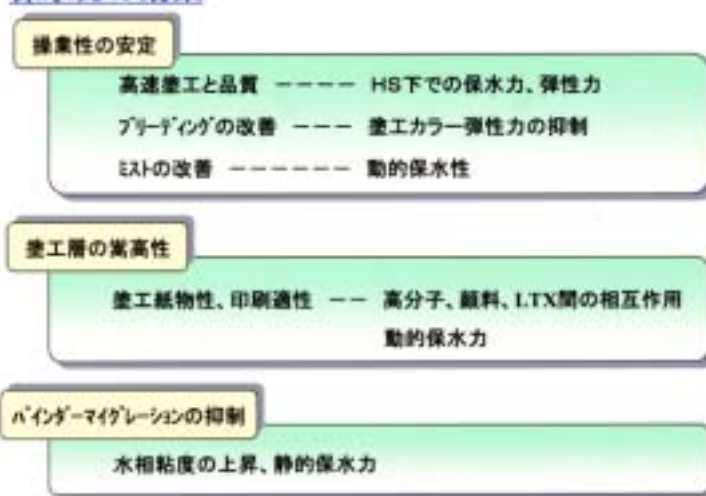 操業性の安定
高速塗工と品質 ---- HS下での保水力、弾性力
ブリーディングの改善 --- 塗工カラー弾性力の抑制
ミストの改善 ------ 動的保水性
塗工層の嵩高性
塗工紙物性、印刷適性 -- 高分子、顔料、LTX間の相互作用
動的保水力
バインダーマイグレーションの抑制
水相粘度の上昇、静的保水力